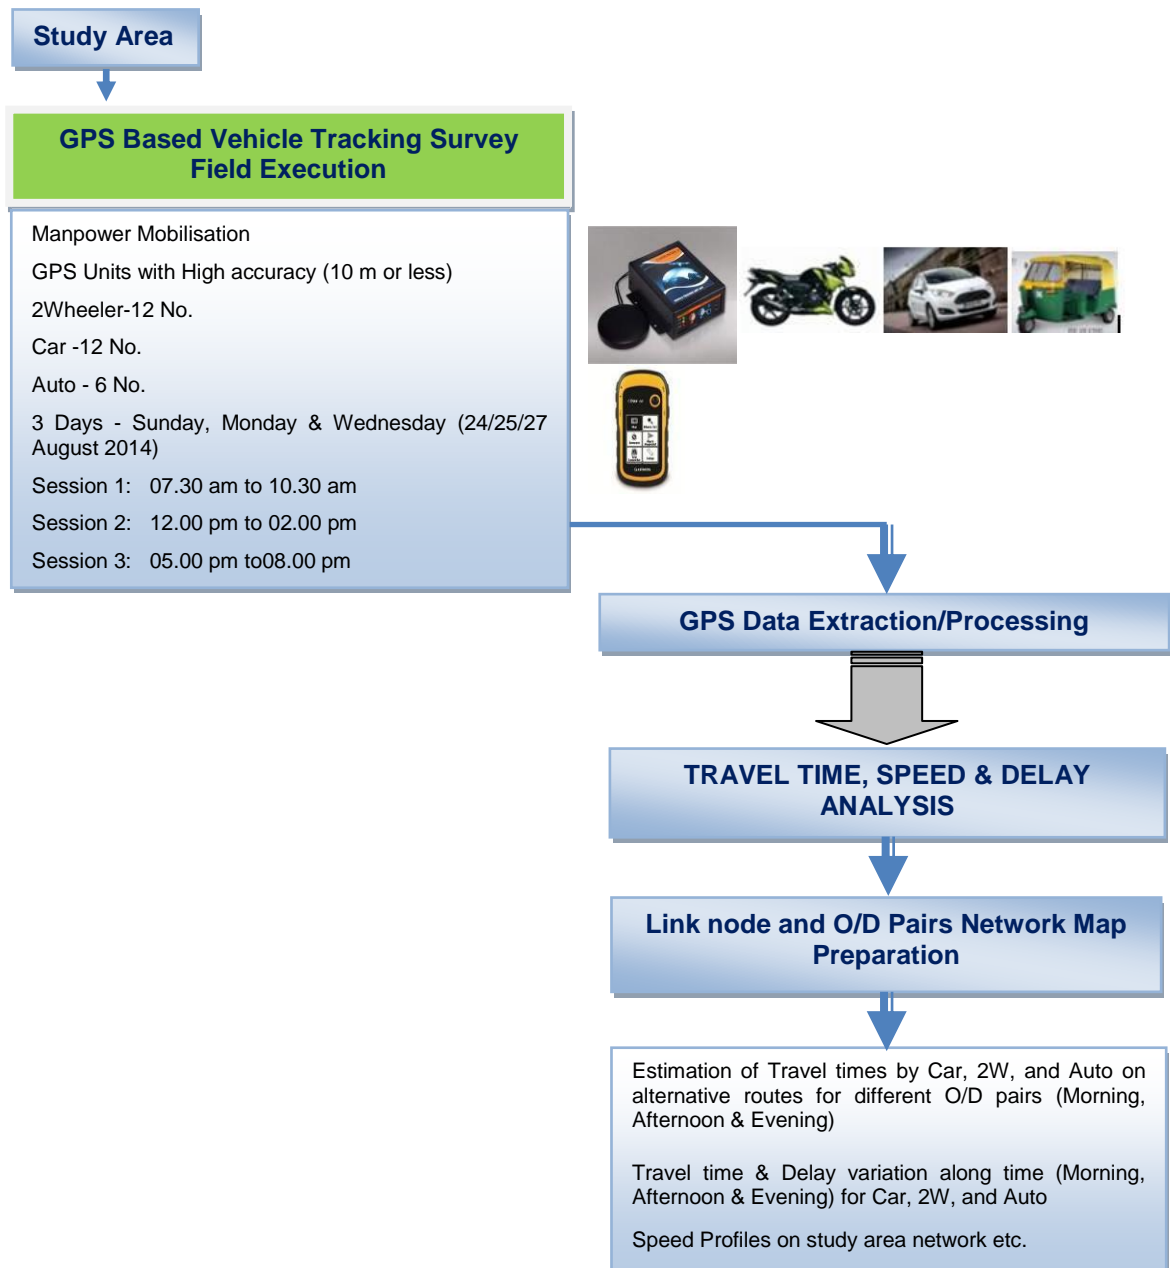 Study Area
GPS Based Vehicle Tracking Survey
Field Execution
Manpower Mobilisation
GPS Units with High accuracy (10 m or less)
2Wheeler-12 No.
Car -12 No.
Auto - 6 No.
3 Days - Sunday, Monday & Wednesday (24/25/27
August 2014)
Session 1: 07.30 am to 10.30 am
Session 2: 12.00 pm to 02.00 pm
Session 3: 05.00 pm to08.00 pm
GPS Data Extraction/Processing
TRAVEL TIME, SPEED & DELAY
ANALYSIS
Link node and O/D Pairs Network Map
Preparation
Estimation of Travel times by Car, 2W, and Auto on
alternative routes for different O/D pairs (Morning,
Afternoon & Evening)
Travel time & Delay variation along time (Morning,
Afternoon & Evening) for Car, 2W, and Auto
Speed Profiles on study area network etc.